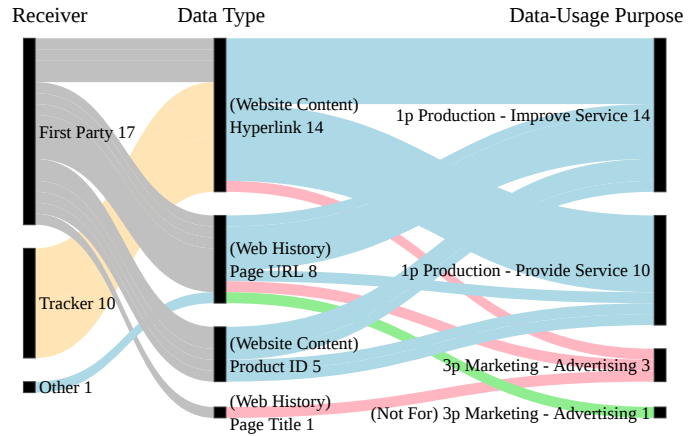 Receiver
Data Type
Data-Usage Purpose
(Website Content)
Hyperlink 14
1p Production - Improve Service 14
First Party 17
(Web History)
Page URL 8
1p Production - Provide Service 10
Tracker 10
(Website Content)
Product ID 5
3p Marketing - Advertising 3
Other 1
(Web History)
Page Title 1
(Not For) 3p Marketing - Advertising 1